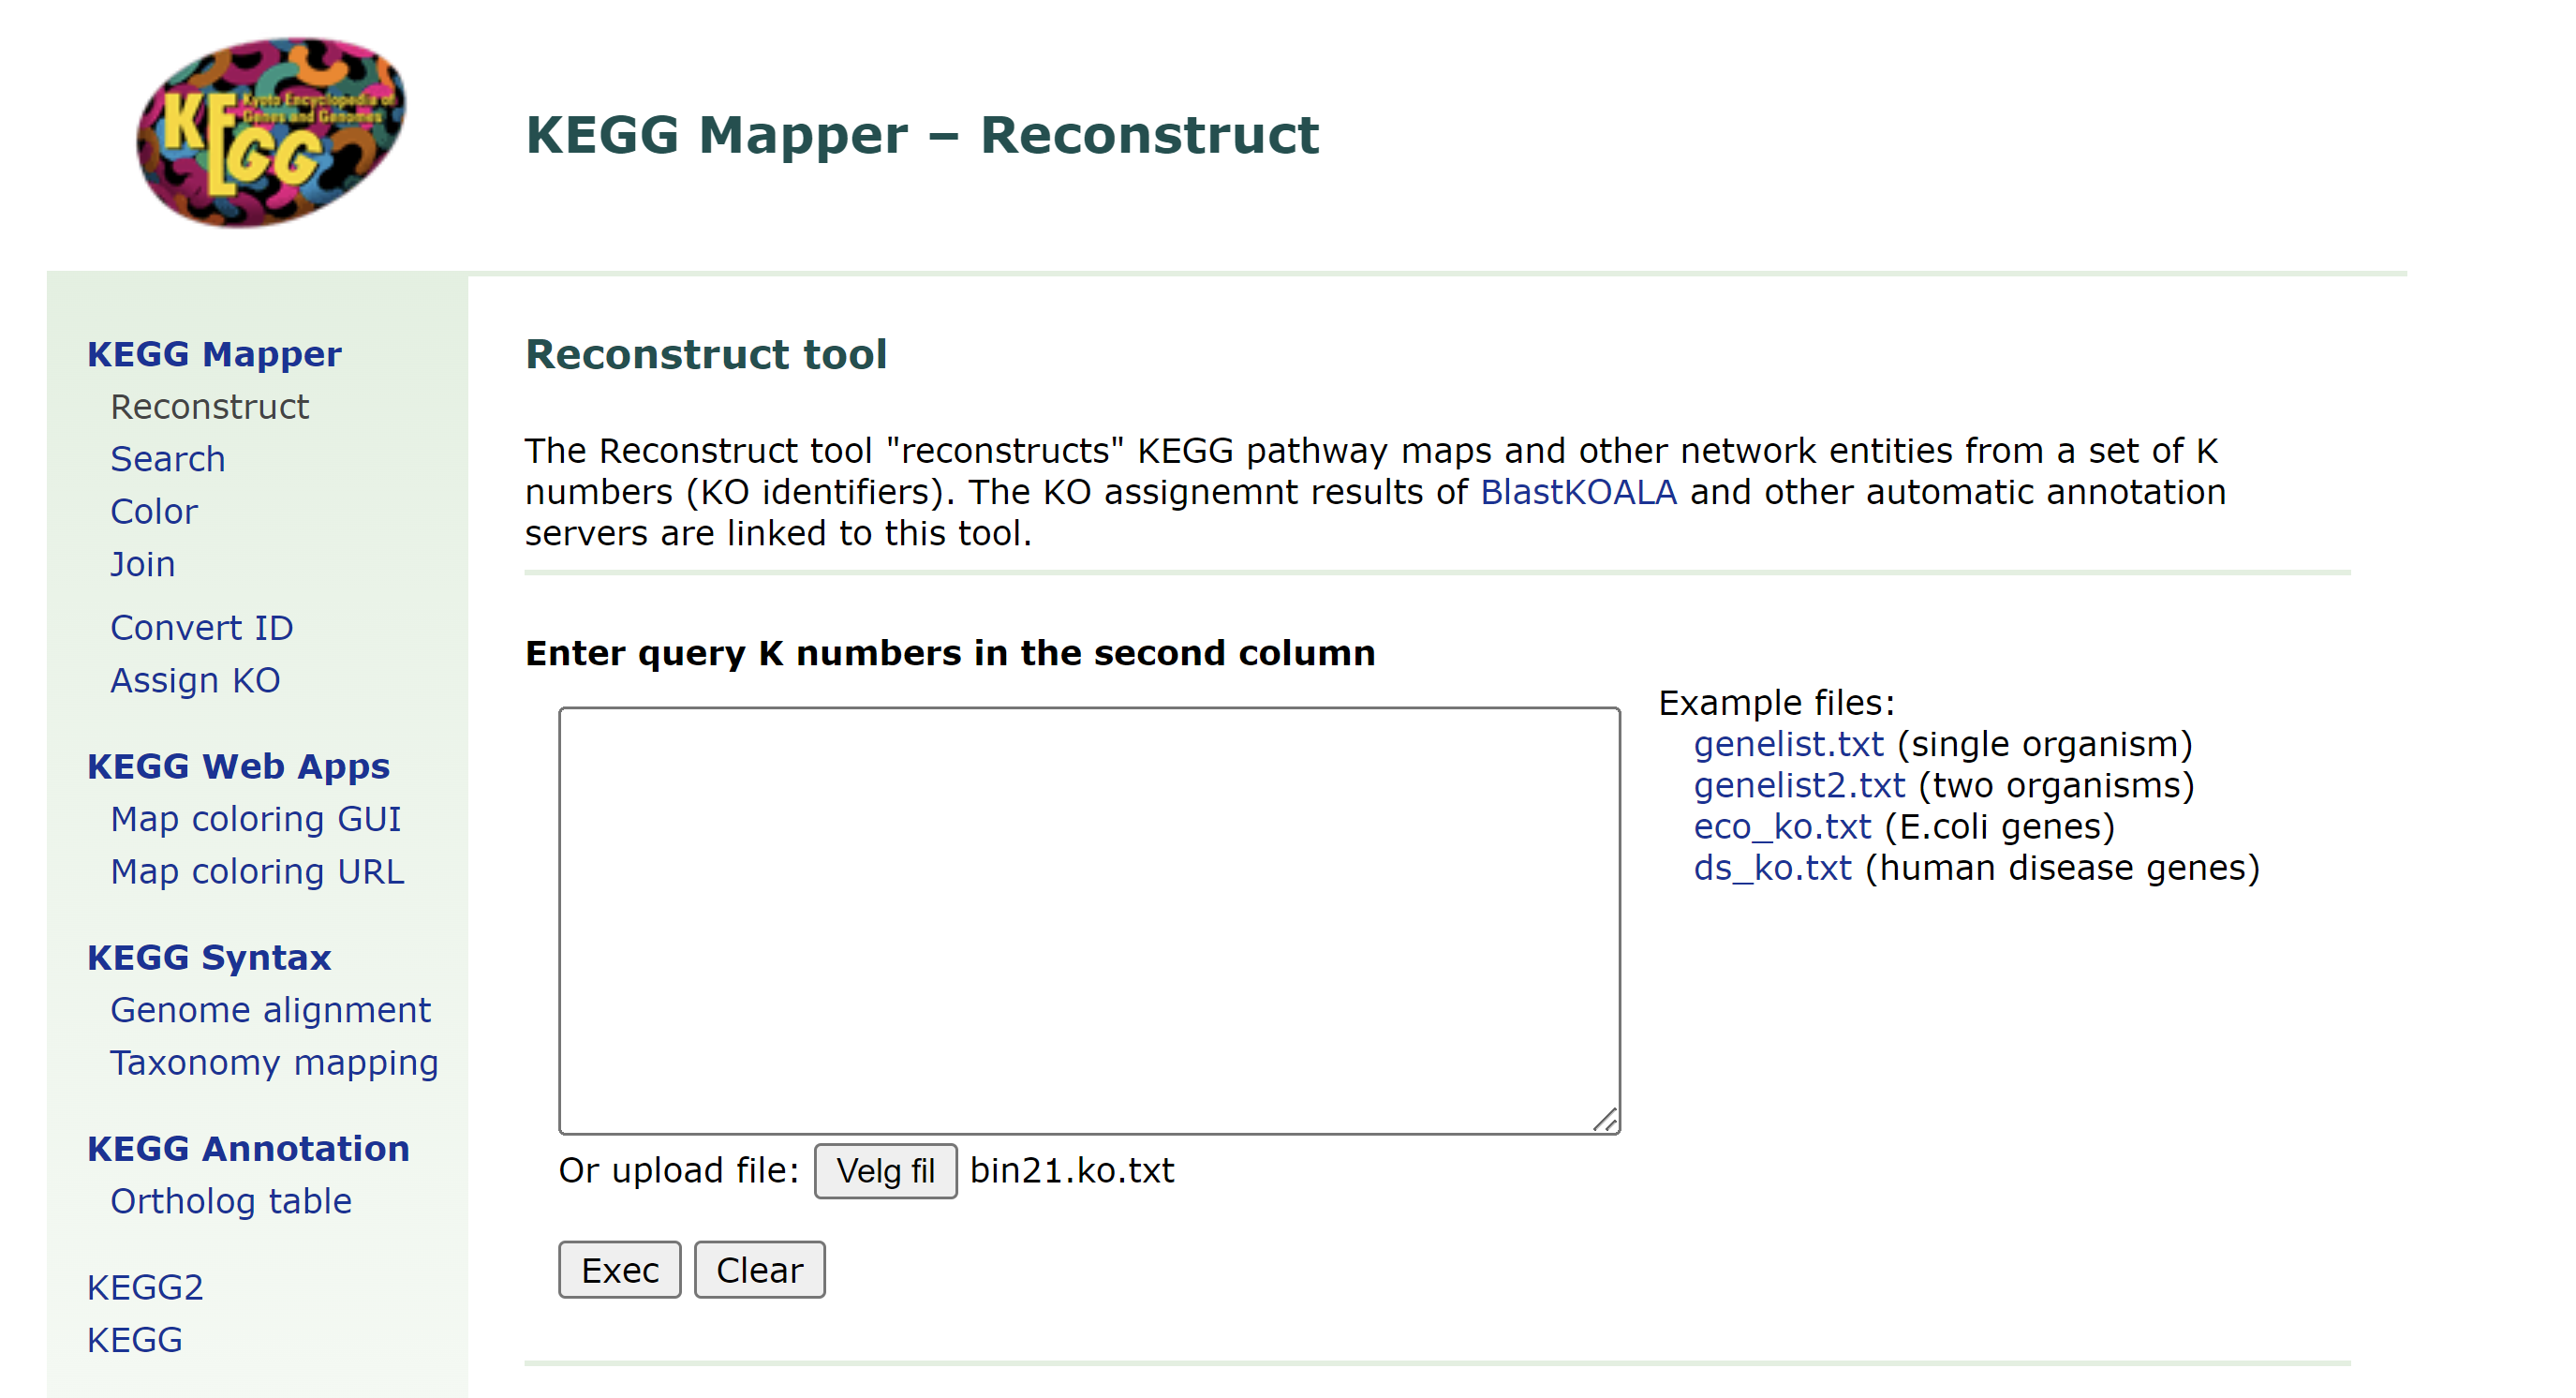 KEGG
Kyoto Encyclopedia of
Genes and Genomes
KEGG Mapper – Reconstruct
KEGG Mapper
Reconstruct
Search
Color
Join
Convert ID
Assign KO
KEGG Web Apps
Map coloring GUI
Map coloring URL
KEGG Syntax
Genome alignment
Taxonomy mapping
KEGG Annotation
Ortholog table
KEGG2
KEGG
Reconstruct tool
The Reconstruct tool "reconstructs" KEGG pathway maps and other network entities from a set of K
numbers (KO identifiers). The KO assignemnt results of BlastKOALA and other automatic annotation
servers are linked to this tool.
Enter query K numbers in the second column
Example files:
genelist.txt (single organism)
genelist2.txt (two organisms)
eco_ko.txt (E.coli genes)
ds_ko.txt (human disease genes)
Or upload file: Velg fil bin21.ko.txt
Exec Clear